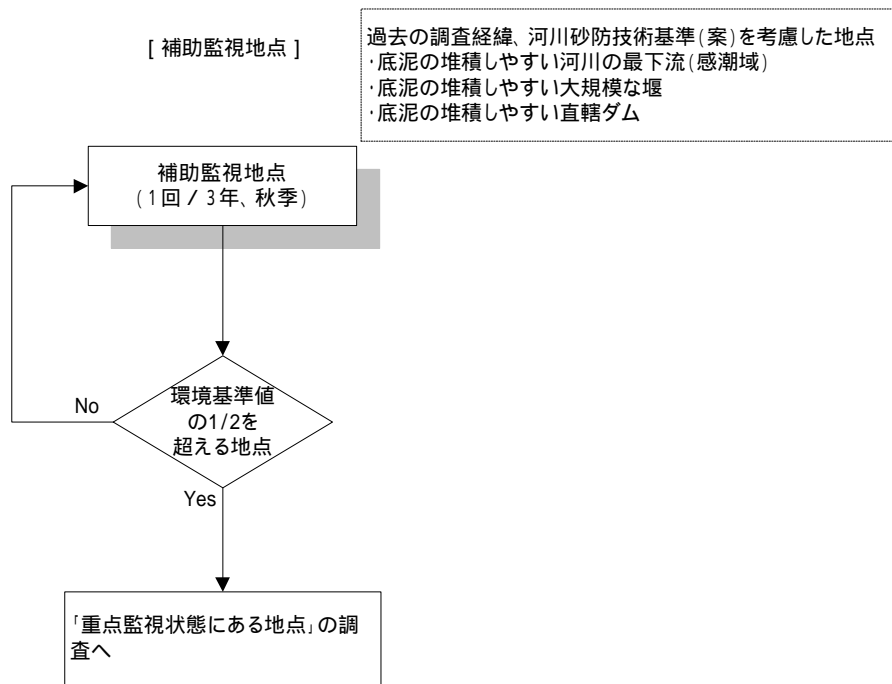 [ 補助監視地点 ]
過去の調査経緯、河川砂防技術基準(案)を考慮した地点
･底泥の堆積しやすい河川の最下流(感潮域)
･底泥の堆積しやすい大規模な堰
･底泥の堆積しやすい直轄ダム
補助監視地点
(1回 / 3年、秋季)
環境基準値
の1/2を
超える地点
No
Yes
「重点監視状態にある地点」の調
査へ